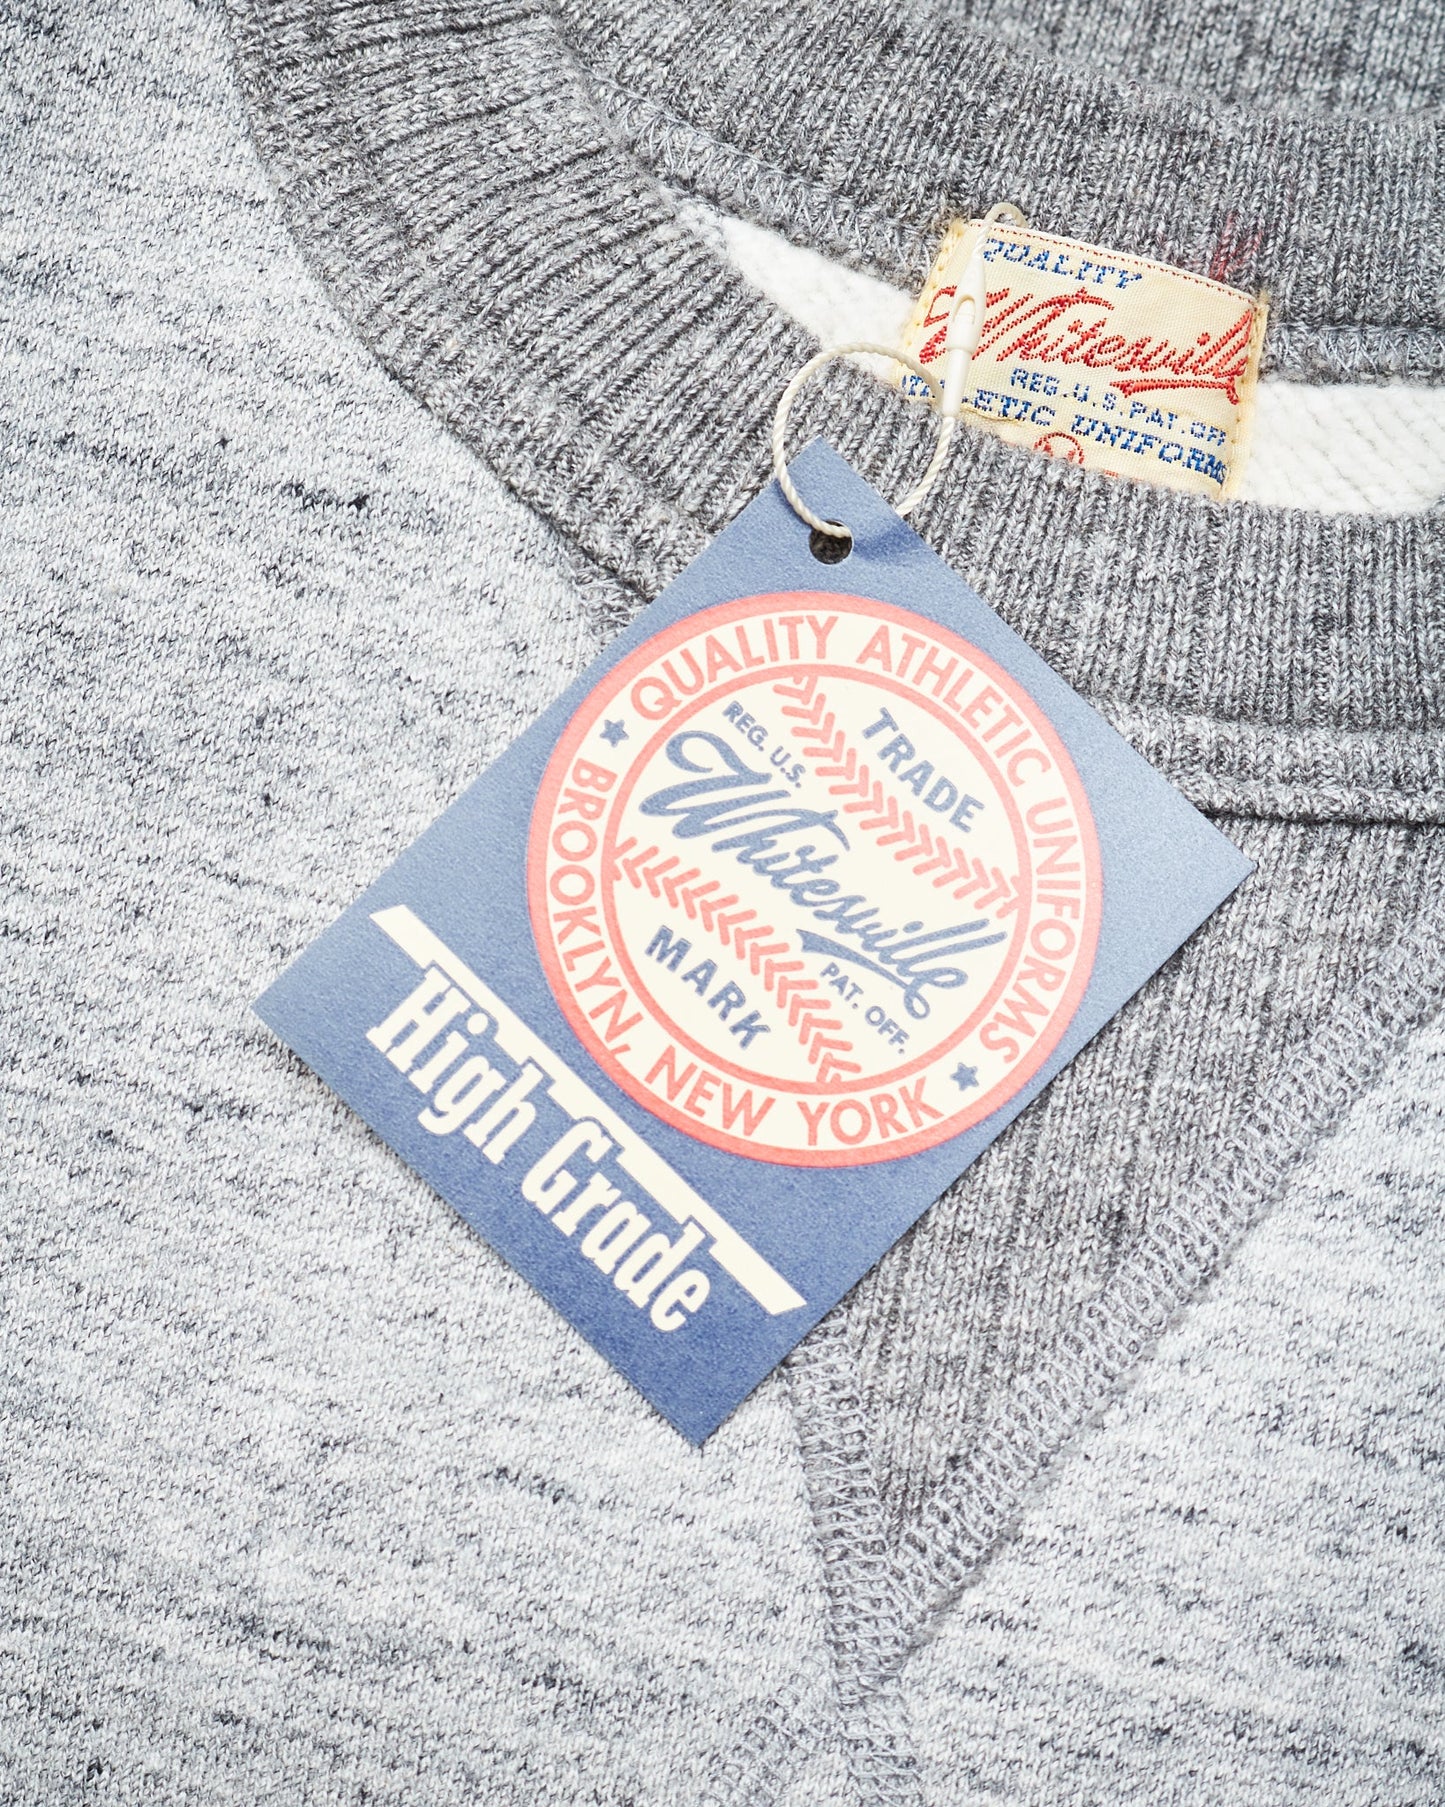 QUALITY
Whitesville
REG.U.S.PAT.OFF
ATHLETIC UNIFORMS
QUALITY ATHLETIC UNIFORMS
★ BROOKLYN, NEW YORK ★
TRADE
REG. U.S.
Whitesville
PAT. OFF.
MARK
High Grade